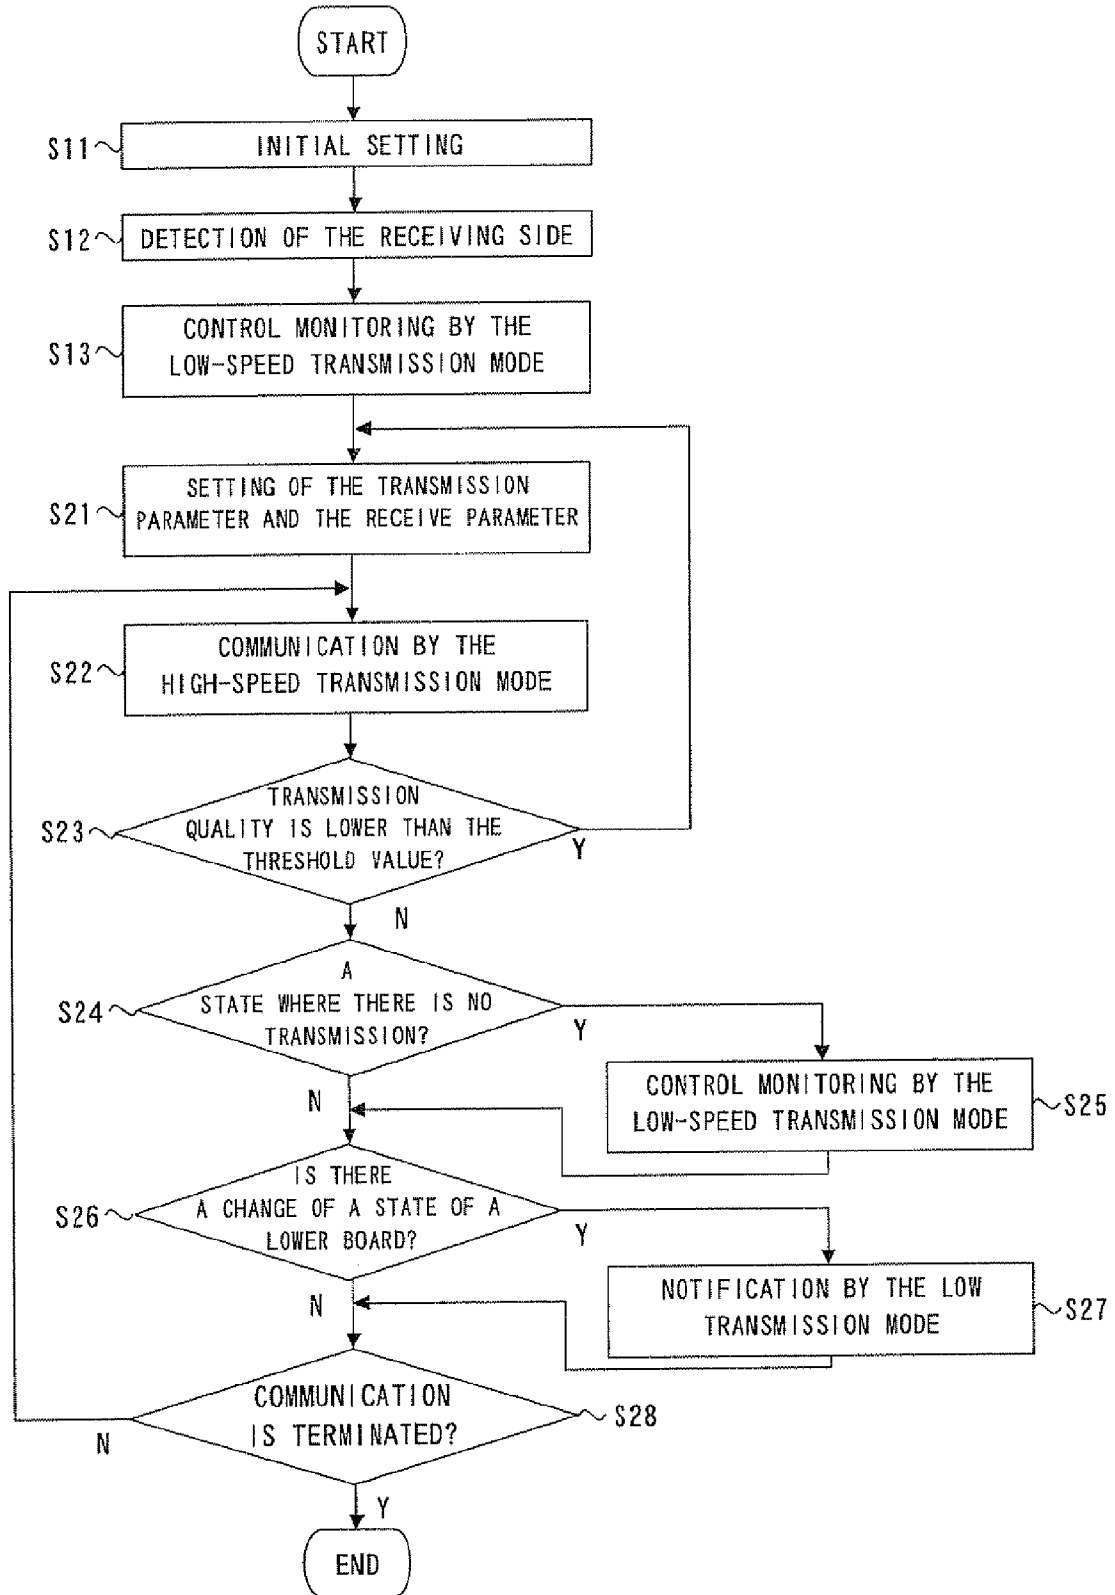 START
S11
INITIAL SETTING
S12
DETECTION OF THE RECEIVING SIDE
S13
CONTROL MONITORING BY THE
LOW-SPEED TRANSMISSION MODE
S21
SETTING OF THE TRANSMISSION
PARAMETER AND THE RECEIVE PARAMETER
S22
COMMUNICATION BY THE
HIGH-SPEED TRANSMISSION MODE
S23
TRANSMISSION
QUALITY IS LOWER THAN THE
THRESHOLD VALUE?
Y
N
S24
A
STATE WHERE THERE IS NO
TRANSMISSION?
Y
N
CONTROL MONITORING BY THE
LOW-SPEED TRANSMISSION MODE
S25
S26
IS THERE
A CHANGE OF A STATE OF A
LOWER BOARD?
Y
N
NOTIFICATION BY THE LOW
TRANSMISSION MODE
S27
COMMUNICATION
IS TERMINATED?
S28
N
Y
END